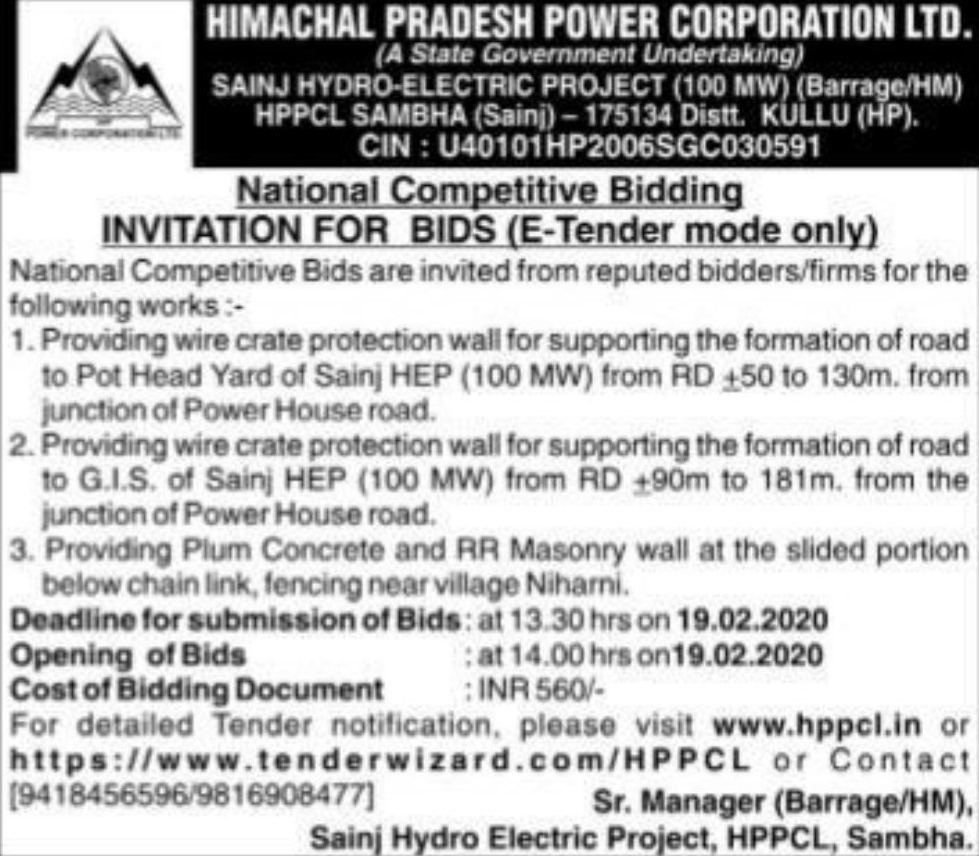 HIMACHAL PRADESH POWER CORPORATION LTD.
(A State Government Undertaking)
SAINJ HYDRO-ELECTRIC PROJECT (100 MW) (Barrage/HM)
HPPCL SAMBHA (Sainj) – 175134 Distt. KULLU (HP).
CIN : U40101HP2006SGC030591
HP
POWER CORPORATION LTD.
National Competitive Bidding
INVITATION FOR BIDS (E-Tender mode only)
National Competitive Bids are invited from reputed bidders/firms for the
following works :-
1. Providing wire crate protection wall for supporting the formation of road
to Pot Head Yard of Sainj HEP (100 MW) from RD ±50 to 130m. from
junction of Power House road.
2. Providing wire crate protection wall for supporting the formation of road
to G.I.S. of Sainj HEP (100 MW) from RD ±90m to 181m. from the
junction of Power House road.
3. Providing Plum Concrete and RR Masonry wall at the slided portion
below chain link, fencing near village Niharni.
Deadline for submission of Bids : at 13.30 hrs on 19.02.2020
Opening of Bids : at 14.00 hrs on 19.02.2020
Cost of Bidding Document : INR 560/-
For detailed Tender notification, please visit www.hppcl.in or
https://www.tenderwizard.com/HPPCL or Contact
[9418456596/9816908477]
Sr. Manager (Barrage/HM),
Sainj Hydro Electric Project, HPPCL, Sambha.